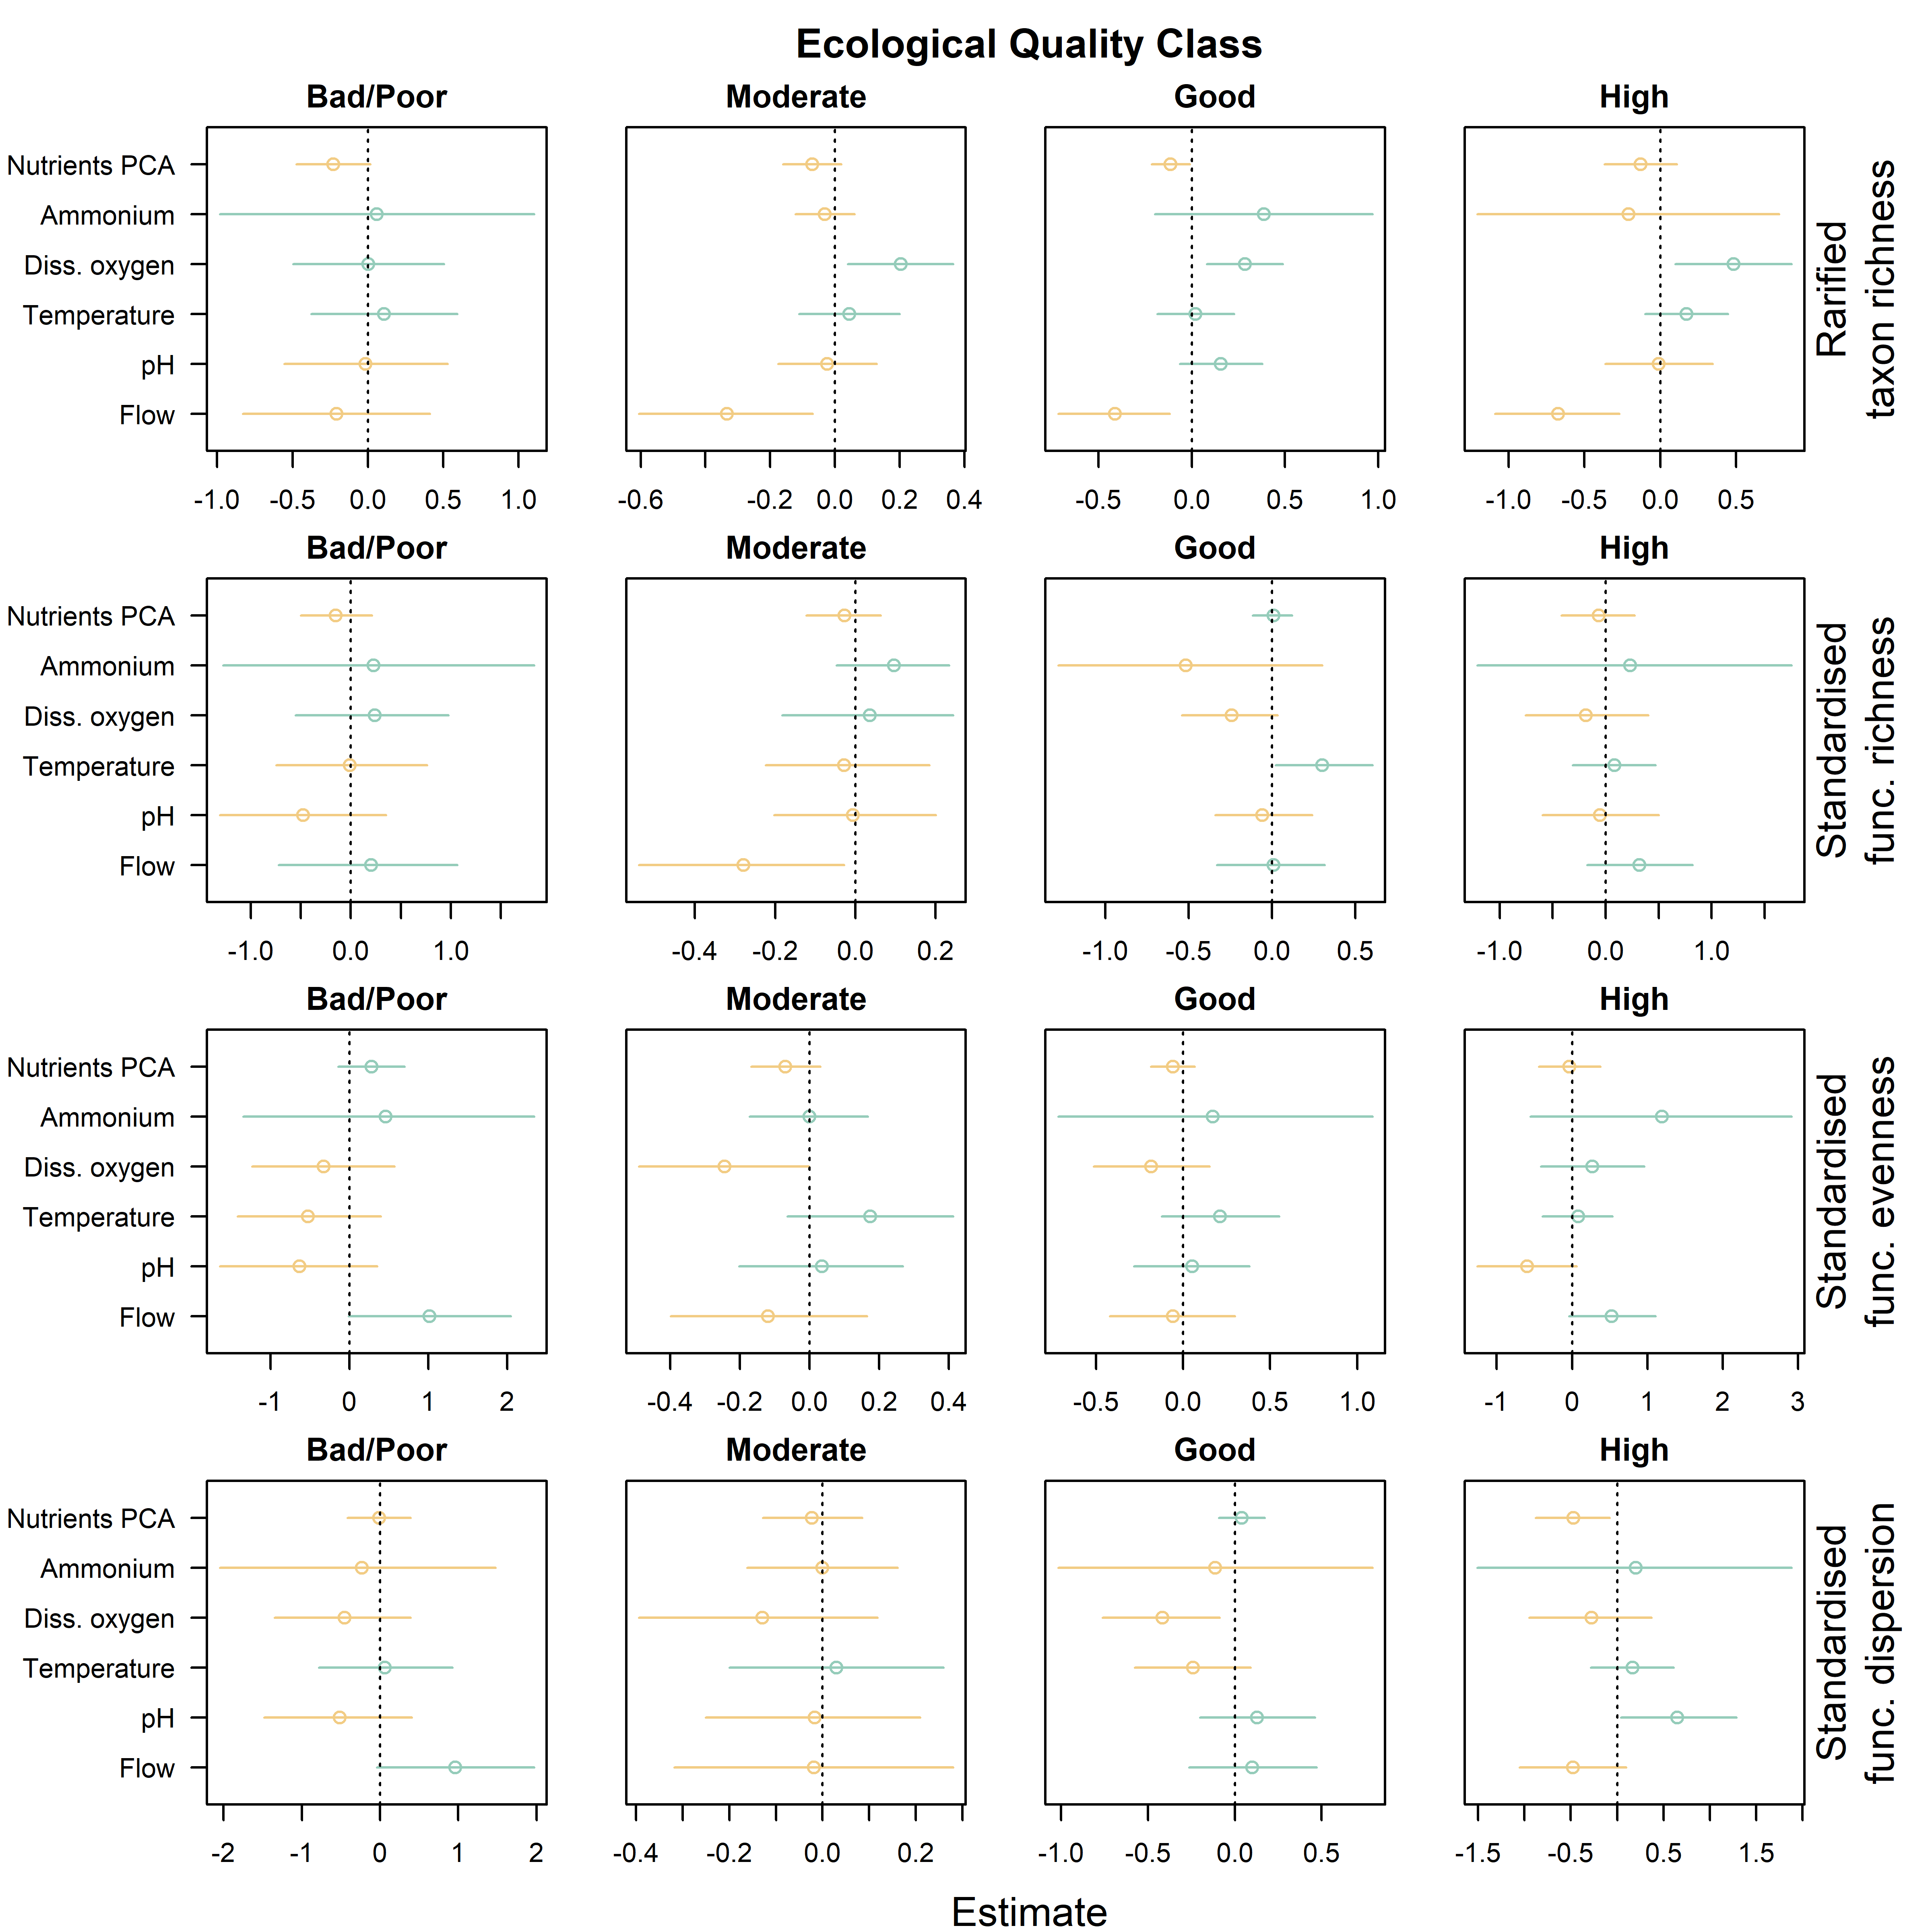 Ecological Quality Class
Bad/Poor Moderate Good High
Nutrients PCA
Ammonium
Diss. oxygen
Temperature
pH
Flow
Rarified
taxon richness
-1.0 -0.5 0.0 0.5 1.0 -0.6 -0.2 0.0 0.2 0.4 -0.5 0.0 0.5 1.0 -1.0 -0.5 0.0 0.5
Bad/Poor Moderate Good High
Nutrients PCA
Ammonium
Diss. oxygen
Temperature
pH
Flow
Standardised
func. richness
-1.0 0.0 1.0 -0.4 -0.2 0.0 0.2 -1.0 -0.5 0.0 0.5 -1.0 0.0 1.0
Bad/Poor Moderate Good High
Nutrients PCA
Ammonium
Diss. oxygen
Temperature
pH
Flow
Standardised
func. evenness
-1 0 1 2 -0.4 -0.2 0.0 0.2 0.4 -0.5 0.0 0.5 1.0 -1 0 1 2 3
Bad/Poor Moderate Good High
Nutrients PCA
Ammonium
Diss. oxygen
Temperature
pH
Flow
Standardised
func. dispersion
-2 -1 0 1 2 -0.4 -0.2 0.0 0.2 -1.0 -0.5 0.0 0.5 -1.5 -0.5 0.5 1.5
Estimate